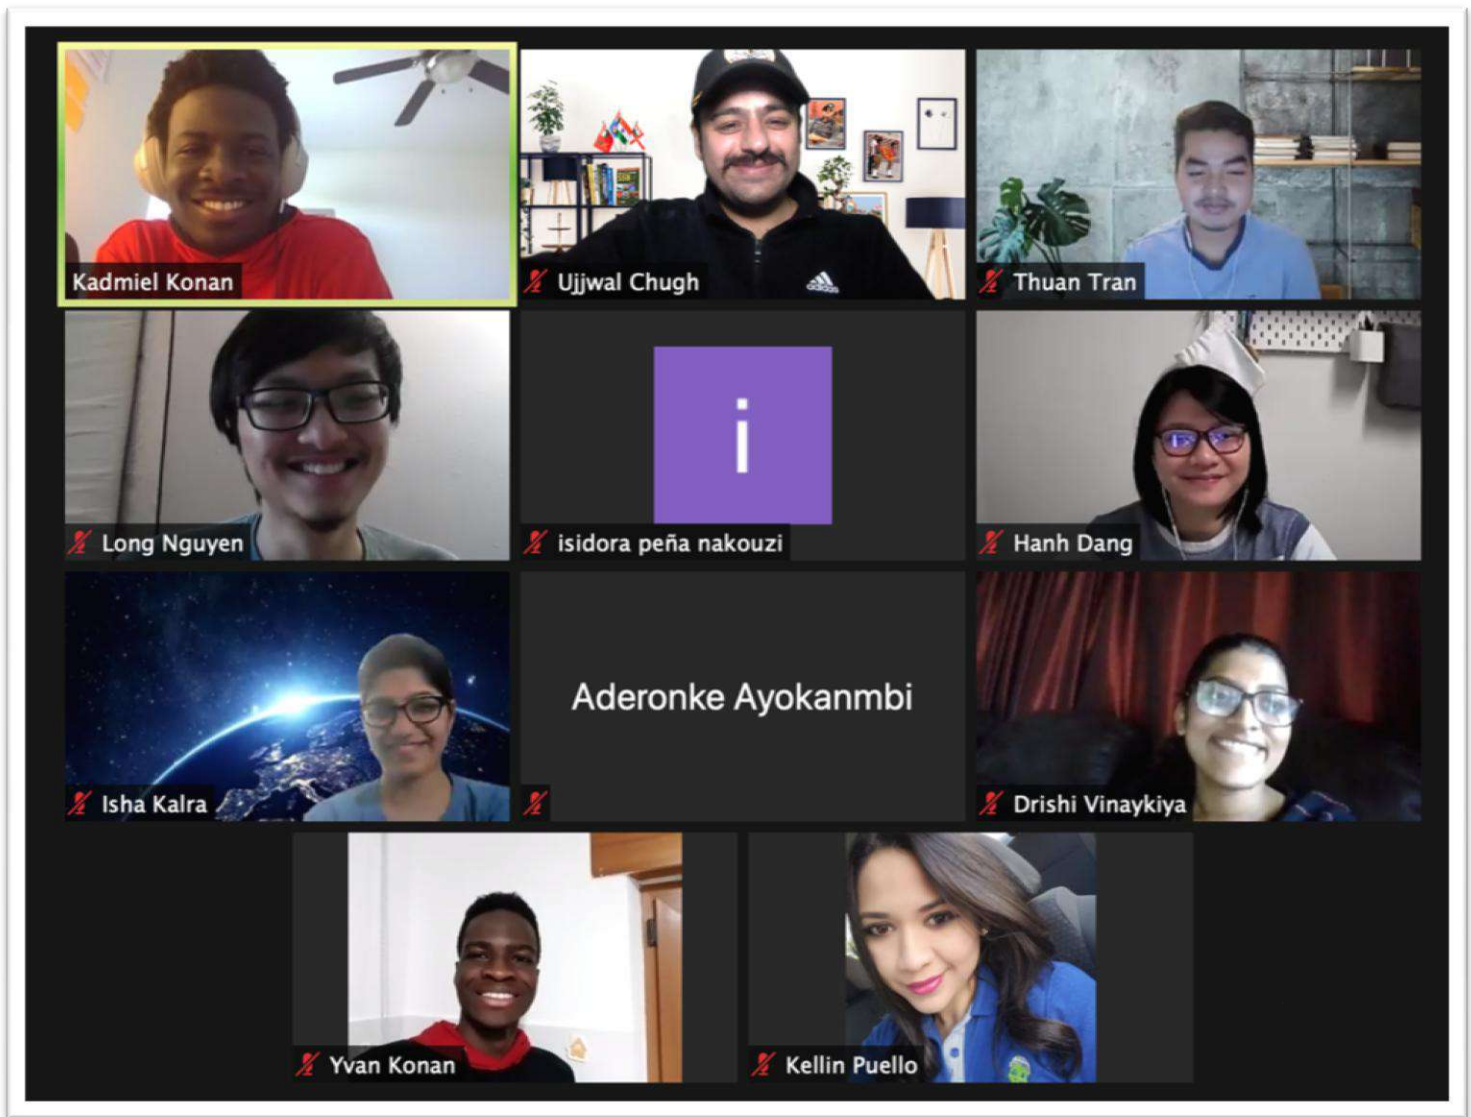 Kadmiel Konan
adidas
Ujjwal Chugh
Thuan Tran
Long Nguyen
i
isidora peña nakouzi
Hanh Dang
Isha Kalra
Aderonke Ayokanmbi
Drishi Vinaykiya
Yvan Konan
Kellin Puello